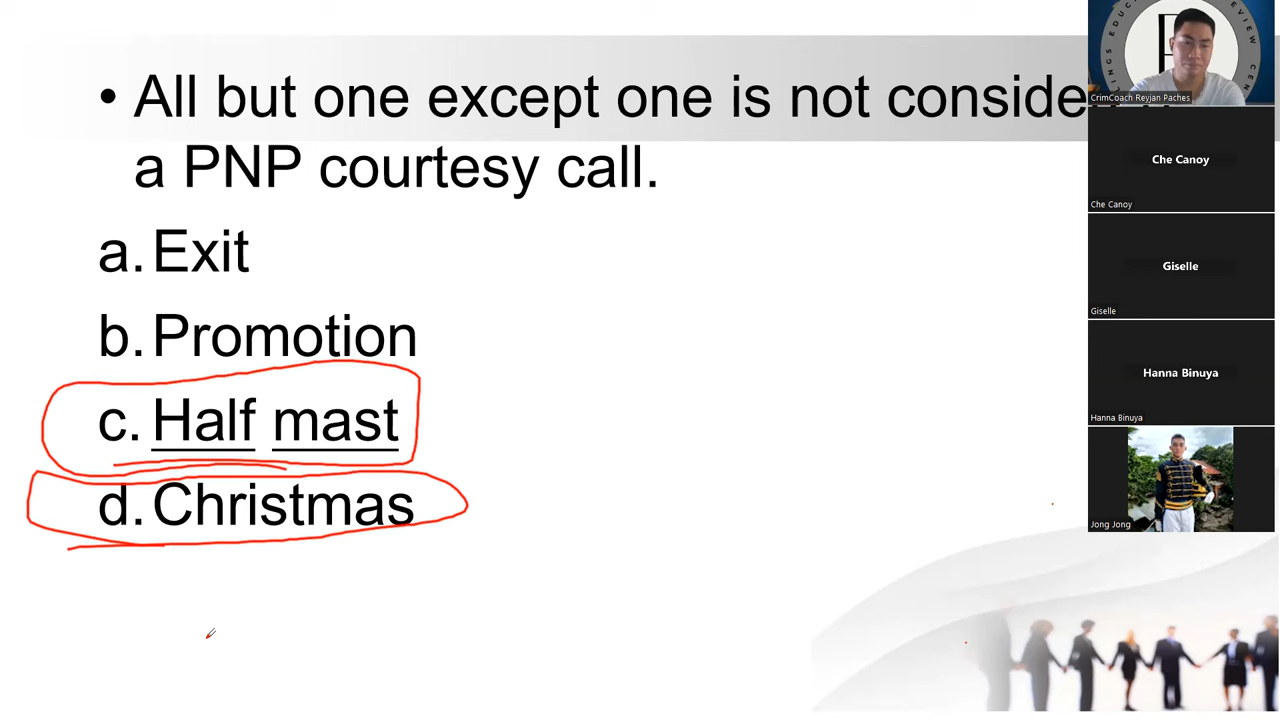 • All but one except one is not conside
a PNP courtesy call.
a. Exit
b. Promotion
c. Half mast
d. Christmas
CrimCoach Reyjan Paches
Che Canoy
Che Canoy
Giselle
Giselle
Hanna Binuya
Hanna Binuya
Jong Jong